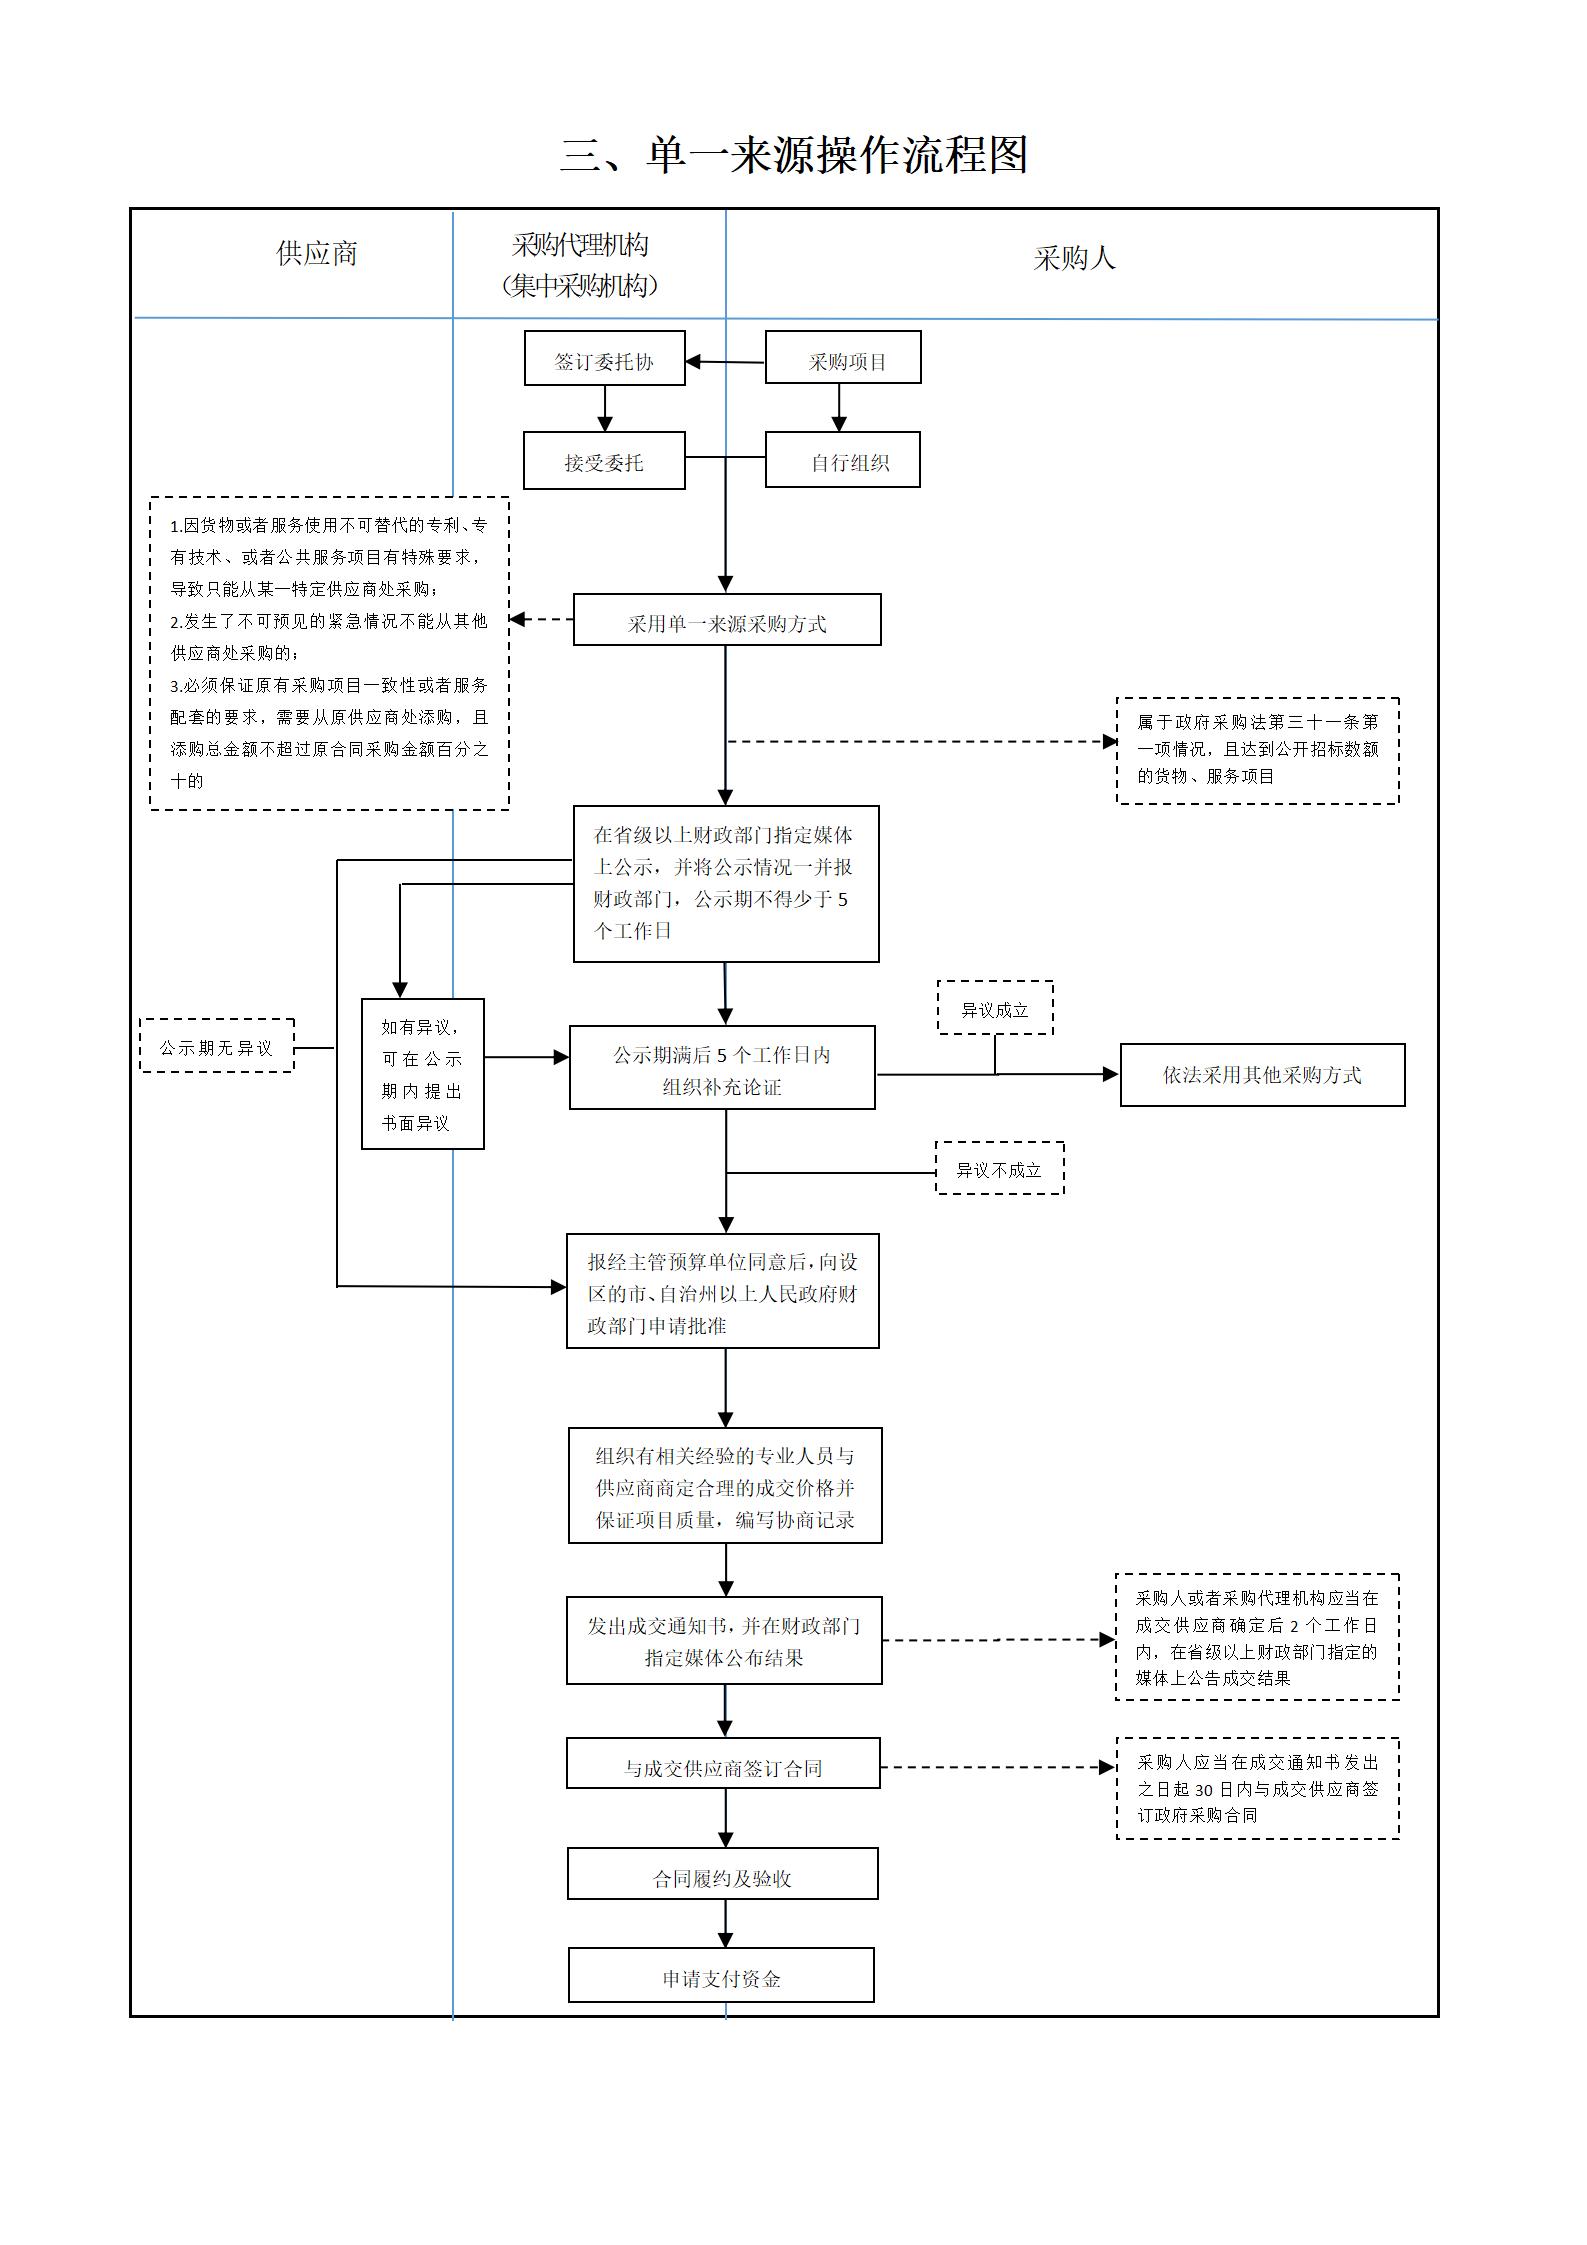 三、单一来源操作流程图
供应商
采购代理机构
（集中采购机构）
采购人
签订委托协
采购项目
接受委托
自行组织
1.因货物或者服务使用不可替代的专利、专
有技术、或者公共服务项目有特殊要求，
导致只能从某一特定供应商处采购；
2.发生了不可预见的紧急情况不能从其他
供应商处采购的；
3.必须保证原有采购项目一致性或者服务
配套的要求，需要从原供应商处添购，且
添购总金额不超过原合同采购金额百分之
十的
采用单一来源采购方式
属于政府采购法第三十一条第
一项情况，且达到公开招标数额
的货物、服务项目
在省级以上财政部门指定媒体
上公示，并将公示情况一并报
财政部门，公示期不得少于 5
个工作日
公示期无异议
如有异议，
可在公示
期内提出
书面异议
公示期满后 5 个工作日内
组织补充论证
异议成立
依法采用其他采购方式
异议不成立
报经主管预算单位同意后，向设
区的市、自治州以上人民政府财
政部门申请批准
组织有相关经验的专业人员与
供应商商定合理的成交价格并
保证项目质量，编写协商记录
发出成交通知书，并在财政部门
指定媒体公布结果
采购人或者采购代理机构应当在
成交供应商确定后 2 个工作日
内，在省级以上财政部门指定的
媒体上公告成交结果
与成交供应商签订合同
采购人应当在成交通知书发出
之日起 30 日内与成交供应商签
订政府采购合同
合同履约及验收
申请支付资金